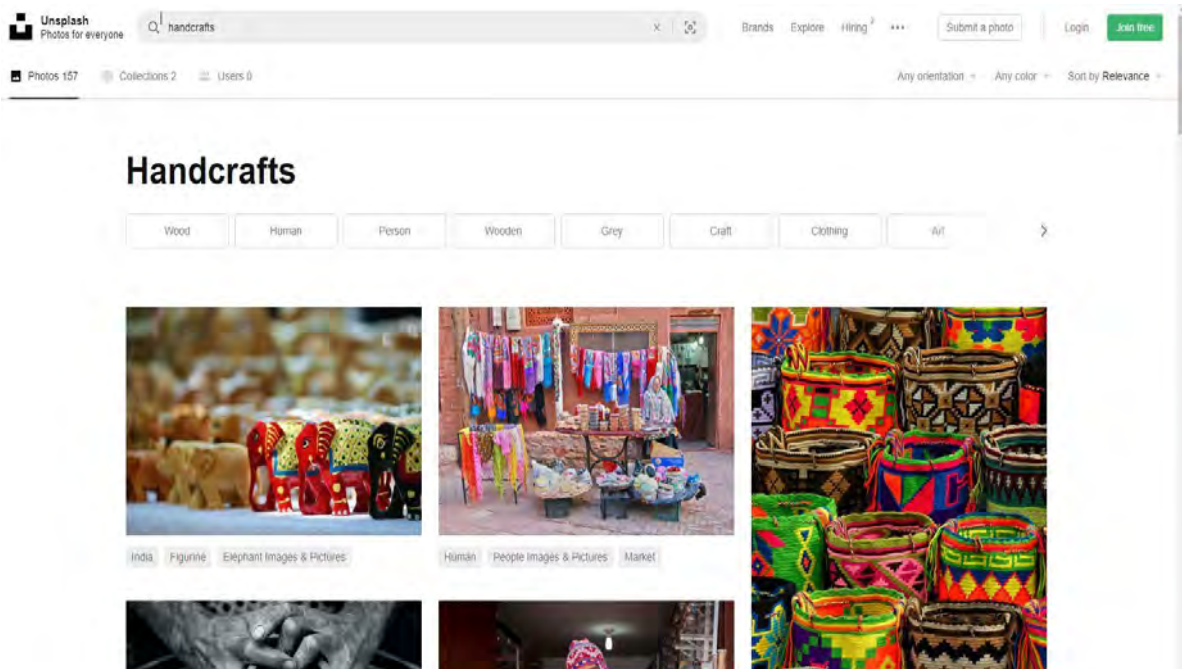 Unsplash
Photos for everyone
handcrafts
Brands Explore Hiring 2
Submit a photo
Login
Join free
Photos 157 Collections 2 Users 0
Any orientation Any color Sort by Relevance
Handcrafts
Wood Human Person Wooden Grey Craft Clothing Art
India Figurine Elephant Images & Pictures
Human People Images & Pictures Market